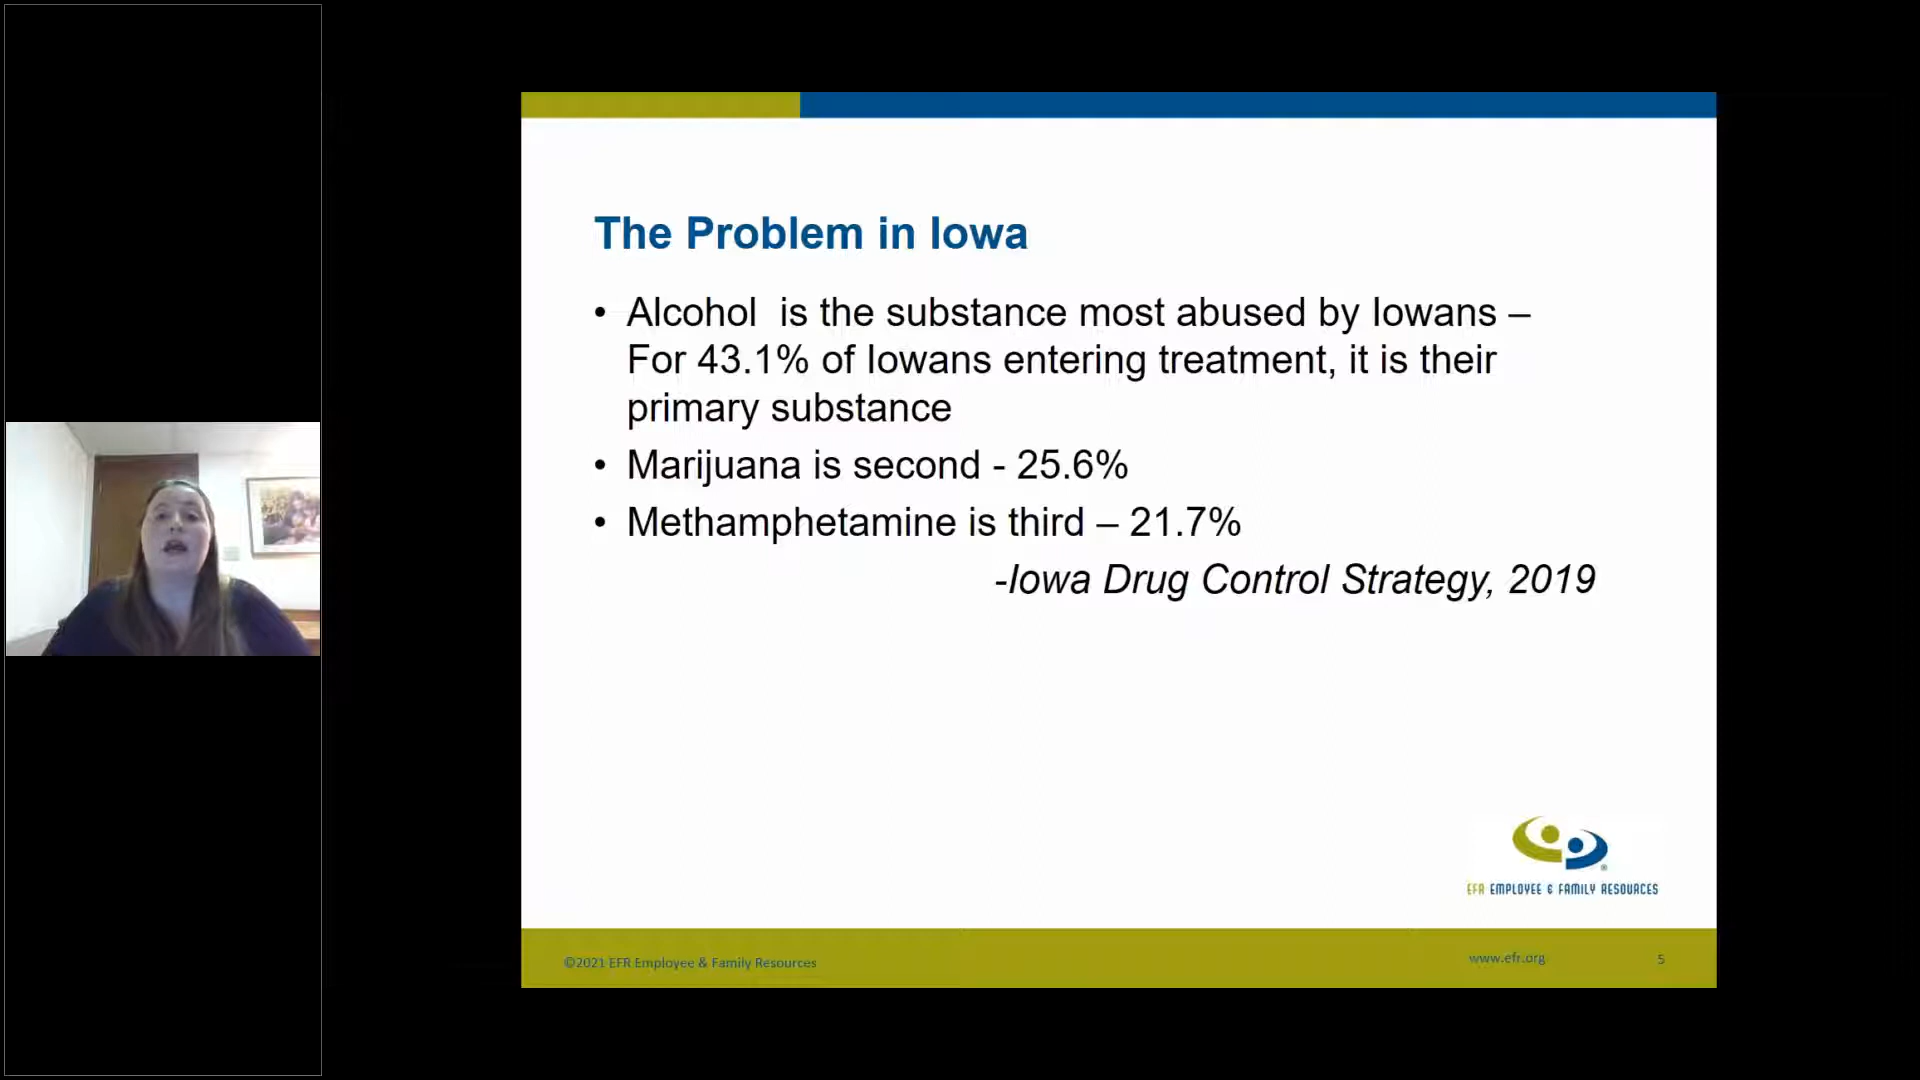 The Problem in Iowa
• Alcohol  is the substance most abused by Iowans –
For 43.1% of Iowans entering treatment, it is their
primary substance
• Marijuana is second - 25.6%
• Methamphetamine is third – 21.7%
-Iowa Drug Control Strategy, 2019
EFR EMPLOYEE & FAMILY RESOURCES
©2021 EFR Employee & Family Resources
www.efr.org
5